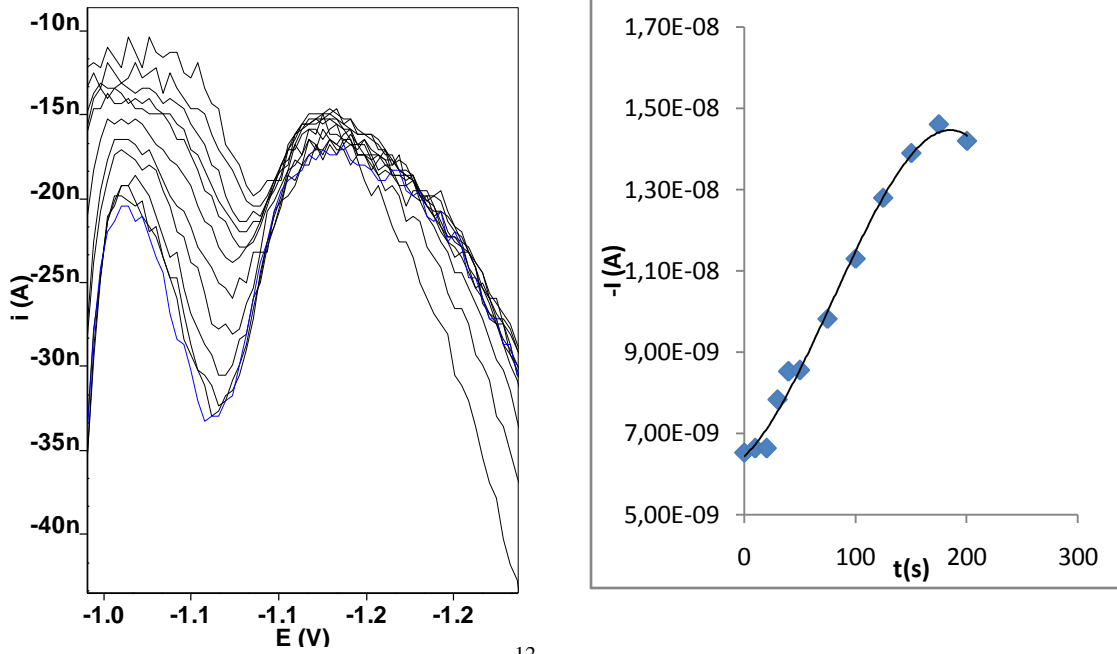 -10n
-15n
-20n
-25n
-30n
-35n
-40n
i (A)
-1.0 -1.1 -1.1 -1.2 -1.2
E (V)
12
1,70E-08
1,50E-08
1,30E-08
1,10E-08
9,00E-09
7,00E-09
5,00E-09
-I (A)
0 100 200 300
t(s)